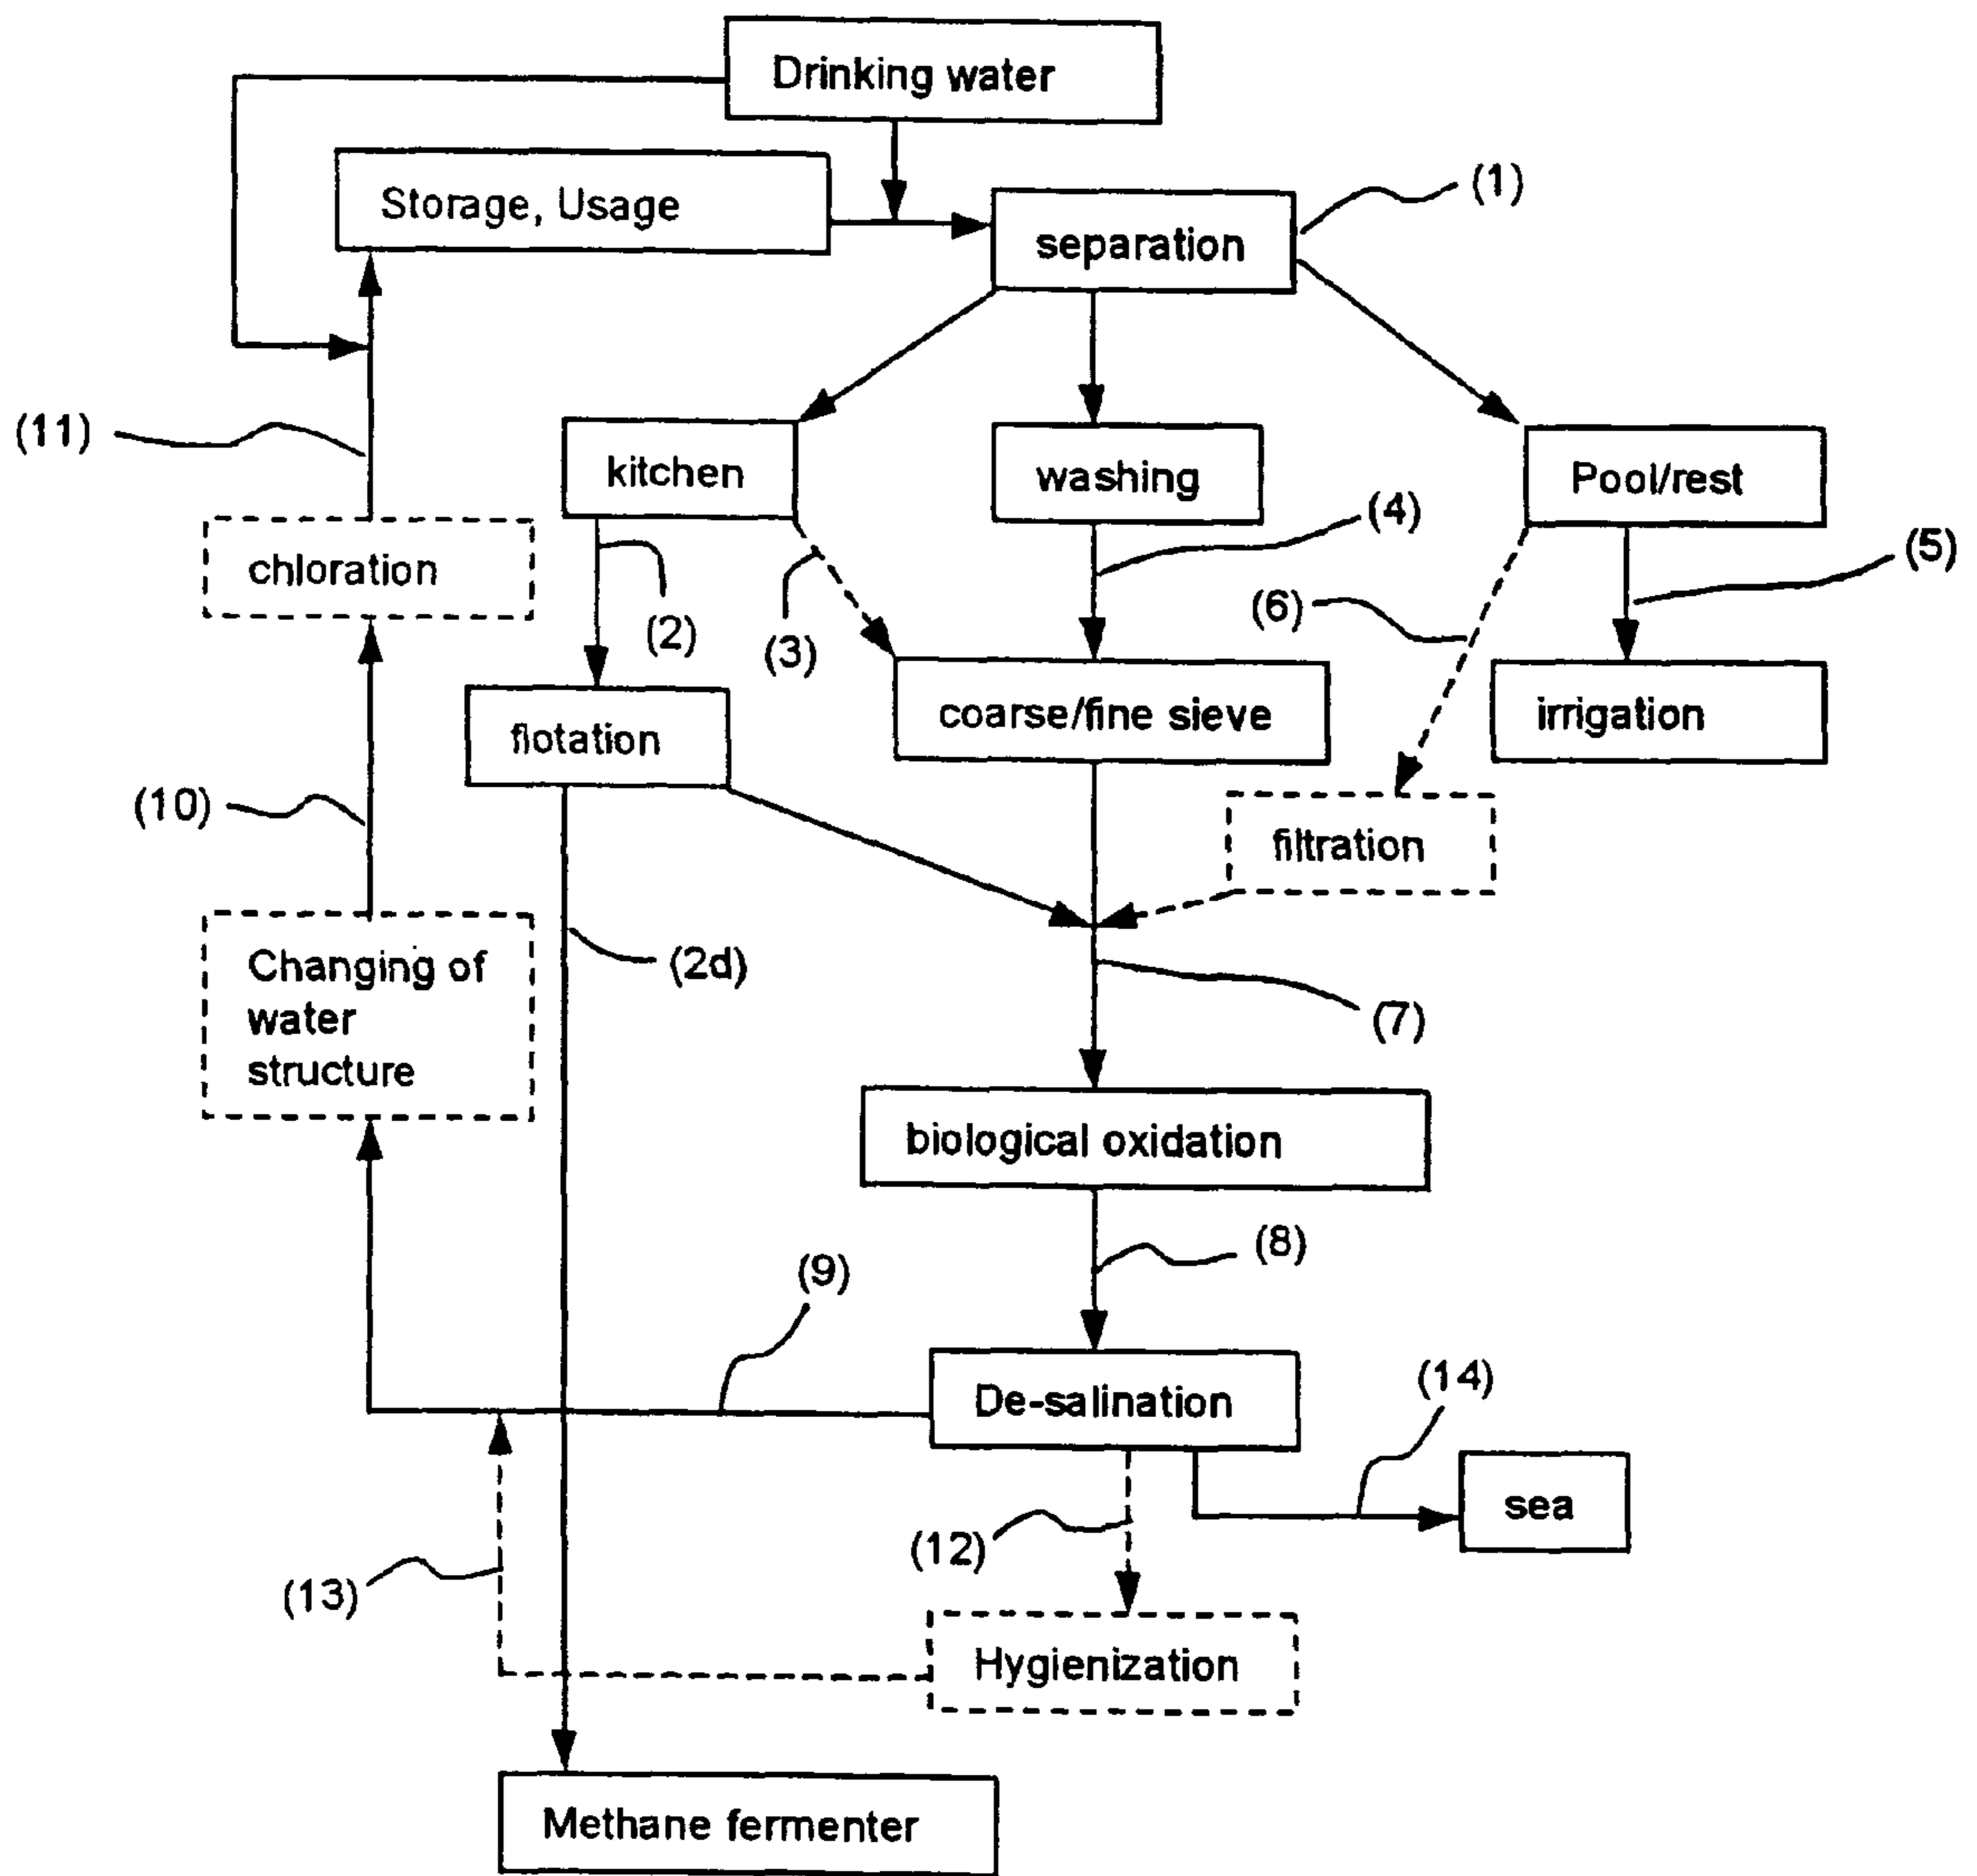 Drinking water
Storage, Usage
(1)
separation
(11)
kitchen
washing
Pool/rest
(4)
(5)
chloration
(2)
(3)
(6)
flotation
coarse/fine sieve
irrigation
(10)
filtration
Changing of
water
structure
(2d)
(7)
biological oxidation
(8)
(9)
De-salination
(14)
sea
(12)
(13)
Hygienization
Methane fermenter